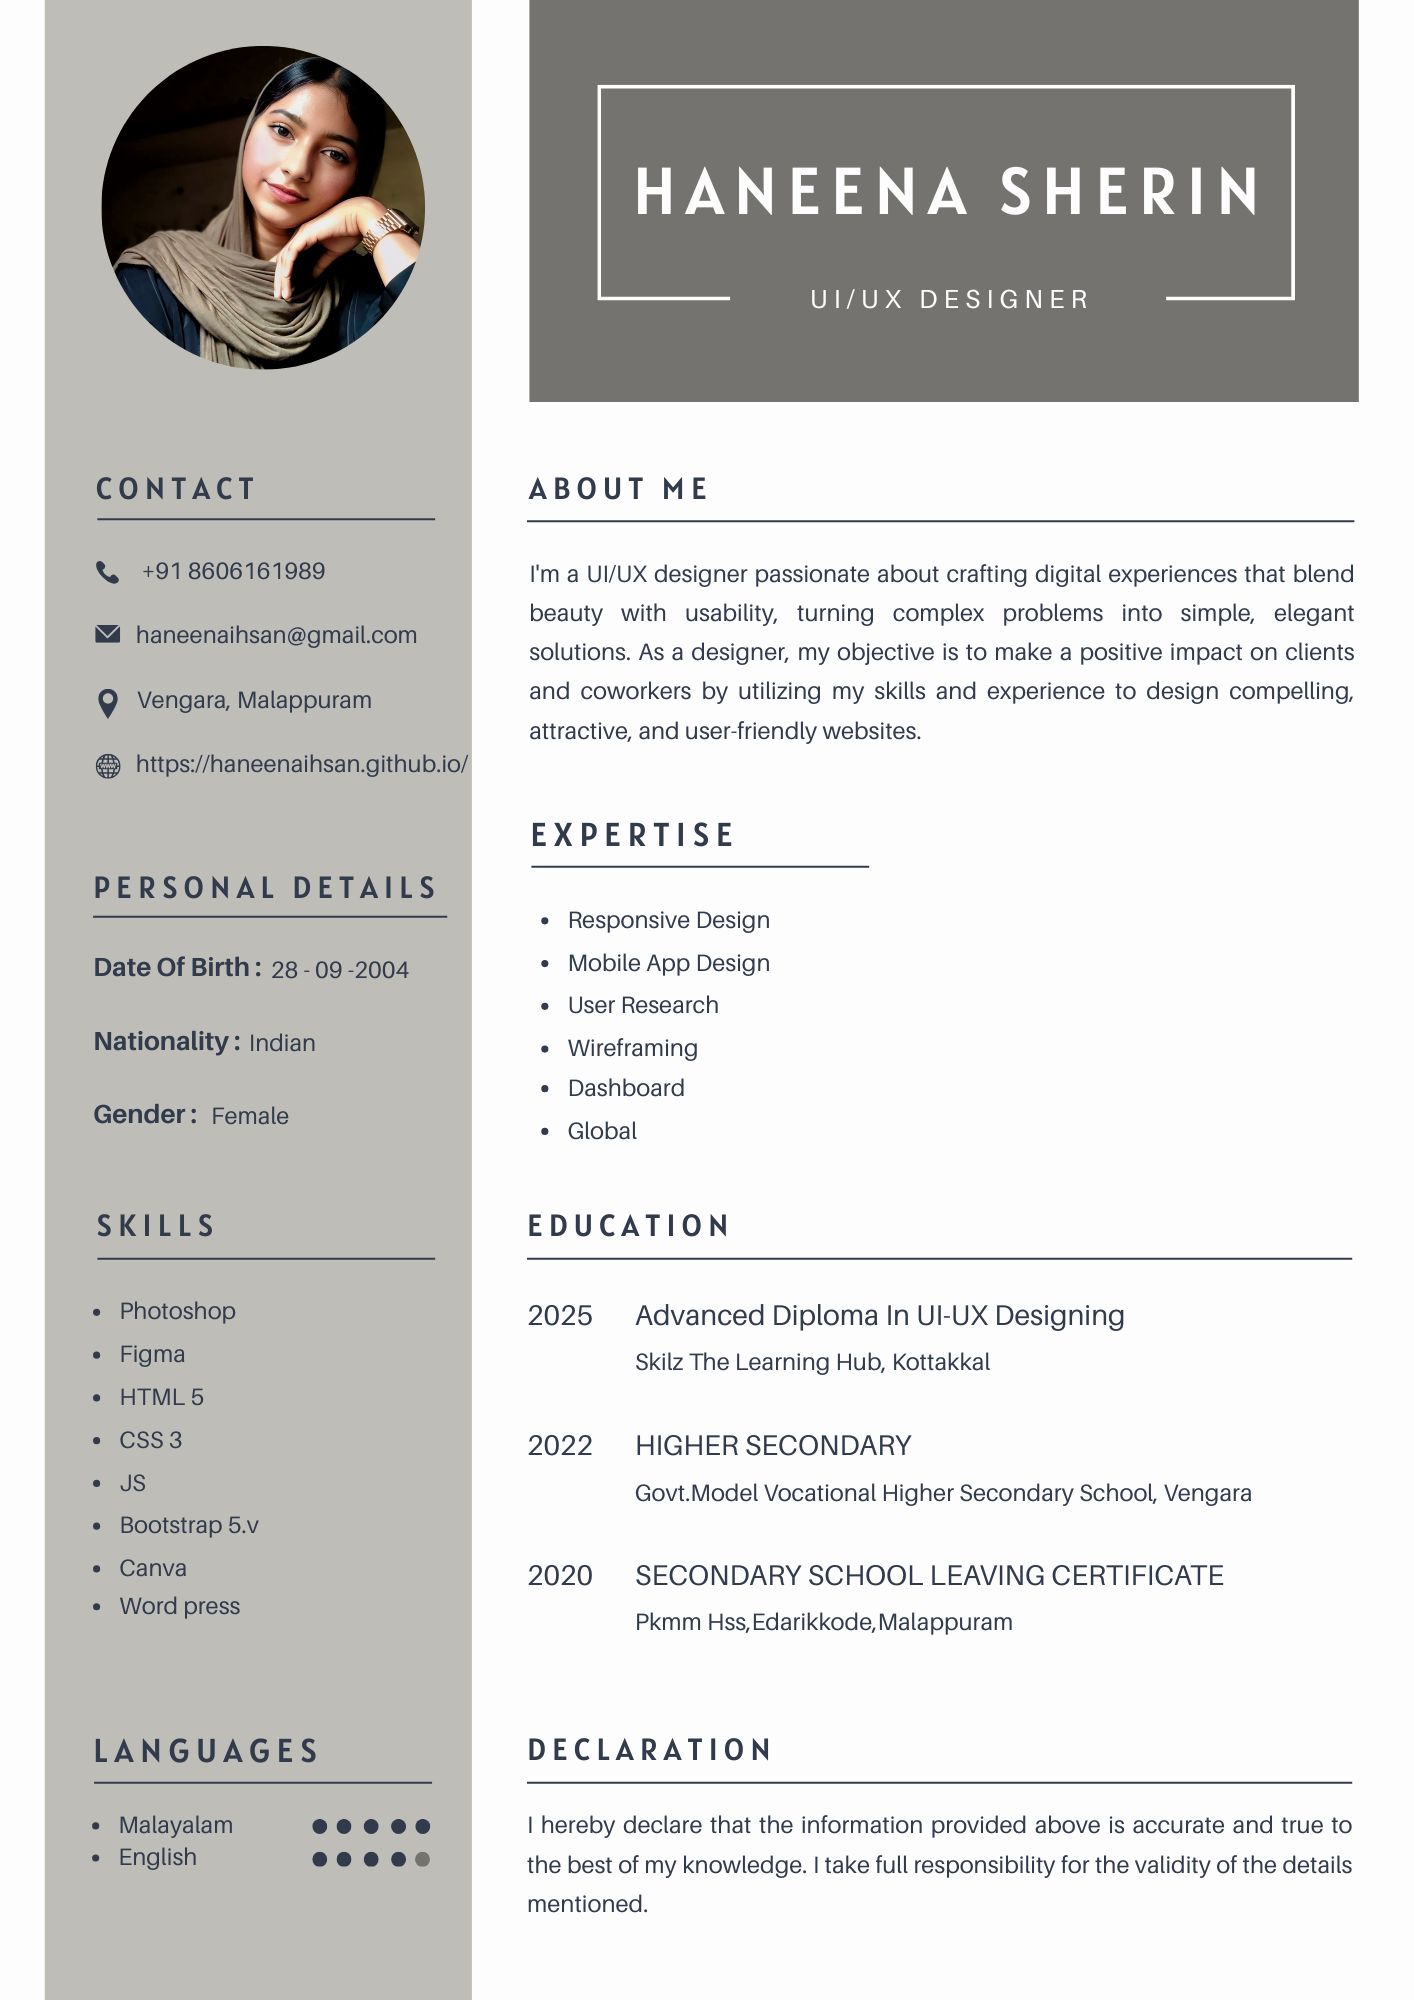 HANEENA SHERIN
UI/UX DESIGNER
CONTACT
+91 8606161989
haneenaihsan@gmail.com
Vengara, Malappuram
https://haneenaihsan.github.io/
PERSONAL DETAILS
Date Of Birth : 28 - 09 -2004
Nationality : Indian
Gender : Female
SKILLS
Photoshop
Figma
HTML 5
CSS 3
JS
Bootstrap 5.v
Canva
Word press
LANGUAGES
Malayalam
English
ABOUT ME
I'm a UI/UX designer passionate about crafting digital experiences that blend
beauty with usability, turning complex problems into simple, elegant
solutions. As a designer, my objective is to make a positive impact on clients
and coworkers by utilizing my skills and experience to design compelling,
attractive, and user-friendly websites.
EXPERTISE
Responsive Design
Mobile App Design
User Research
Wireframing
Dashboard
Global
EDUCATION
2025 Advanced Diploma In UI-UX Designing
Skilz The Learning Hub, Kottakkal
2022 HIGHER SECONDARY
Govt.Model Vocational Higher Secondary School, Vengara
2020 SECONDARY SCHOOL LEAVING CERTIFICATE
Pkmm Hss,Edarikkode,Malappuram
DECLARATION
I hereby declare that the information provided above is accurate and true to
the best of my knowledge. I take full responsibility for the validity of the details
mentioned.